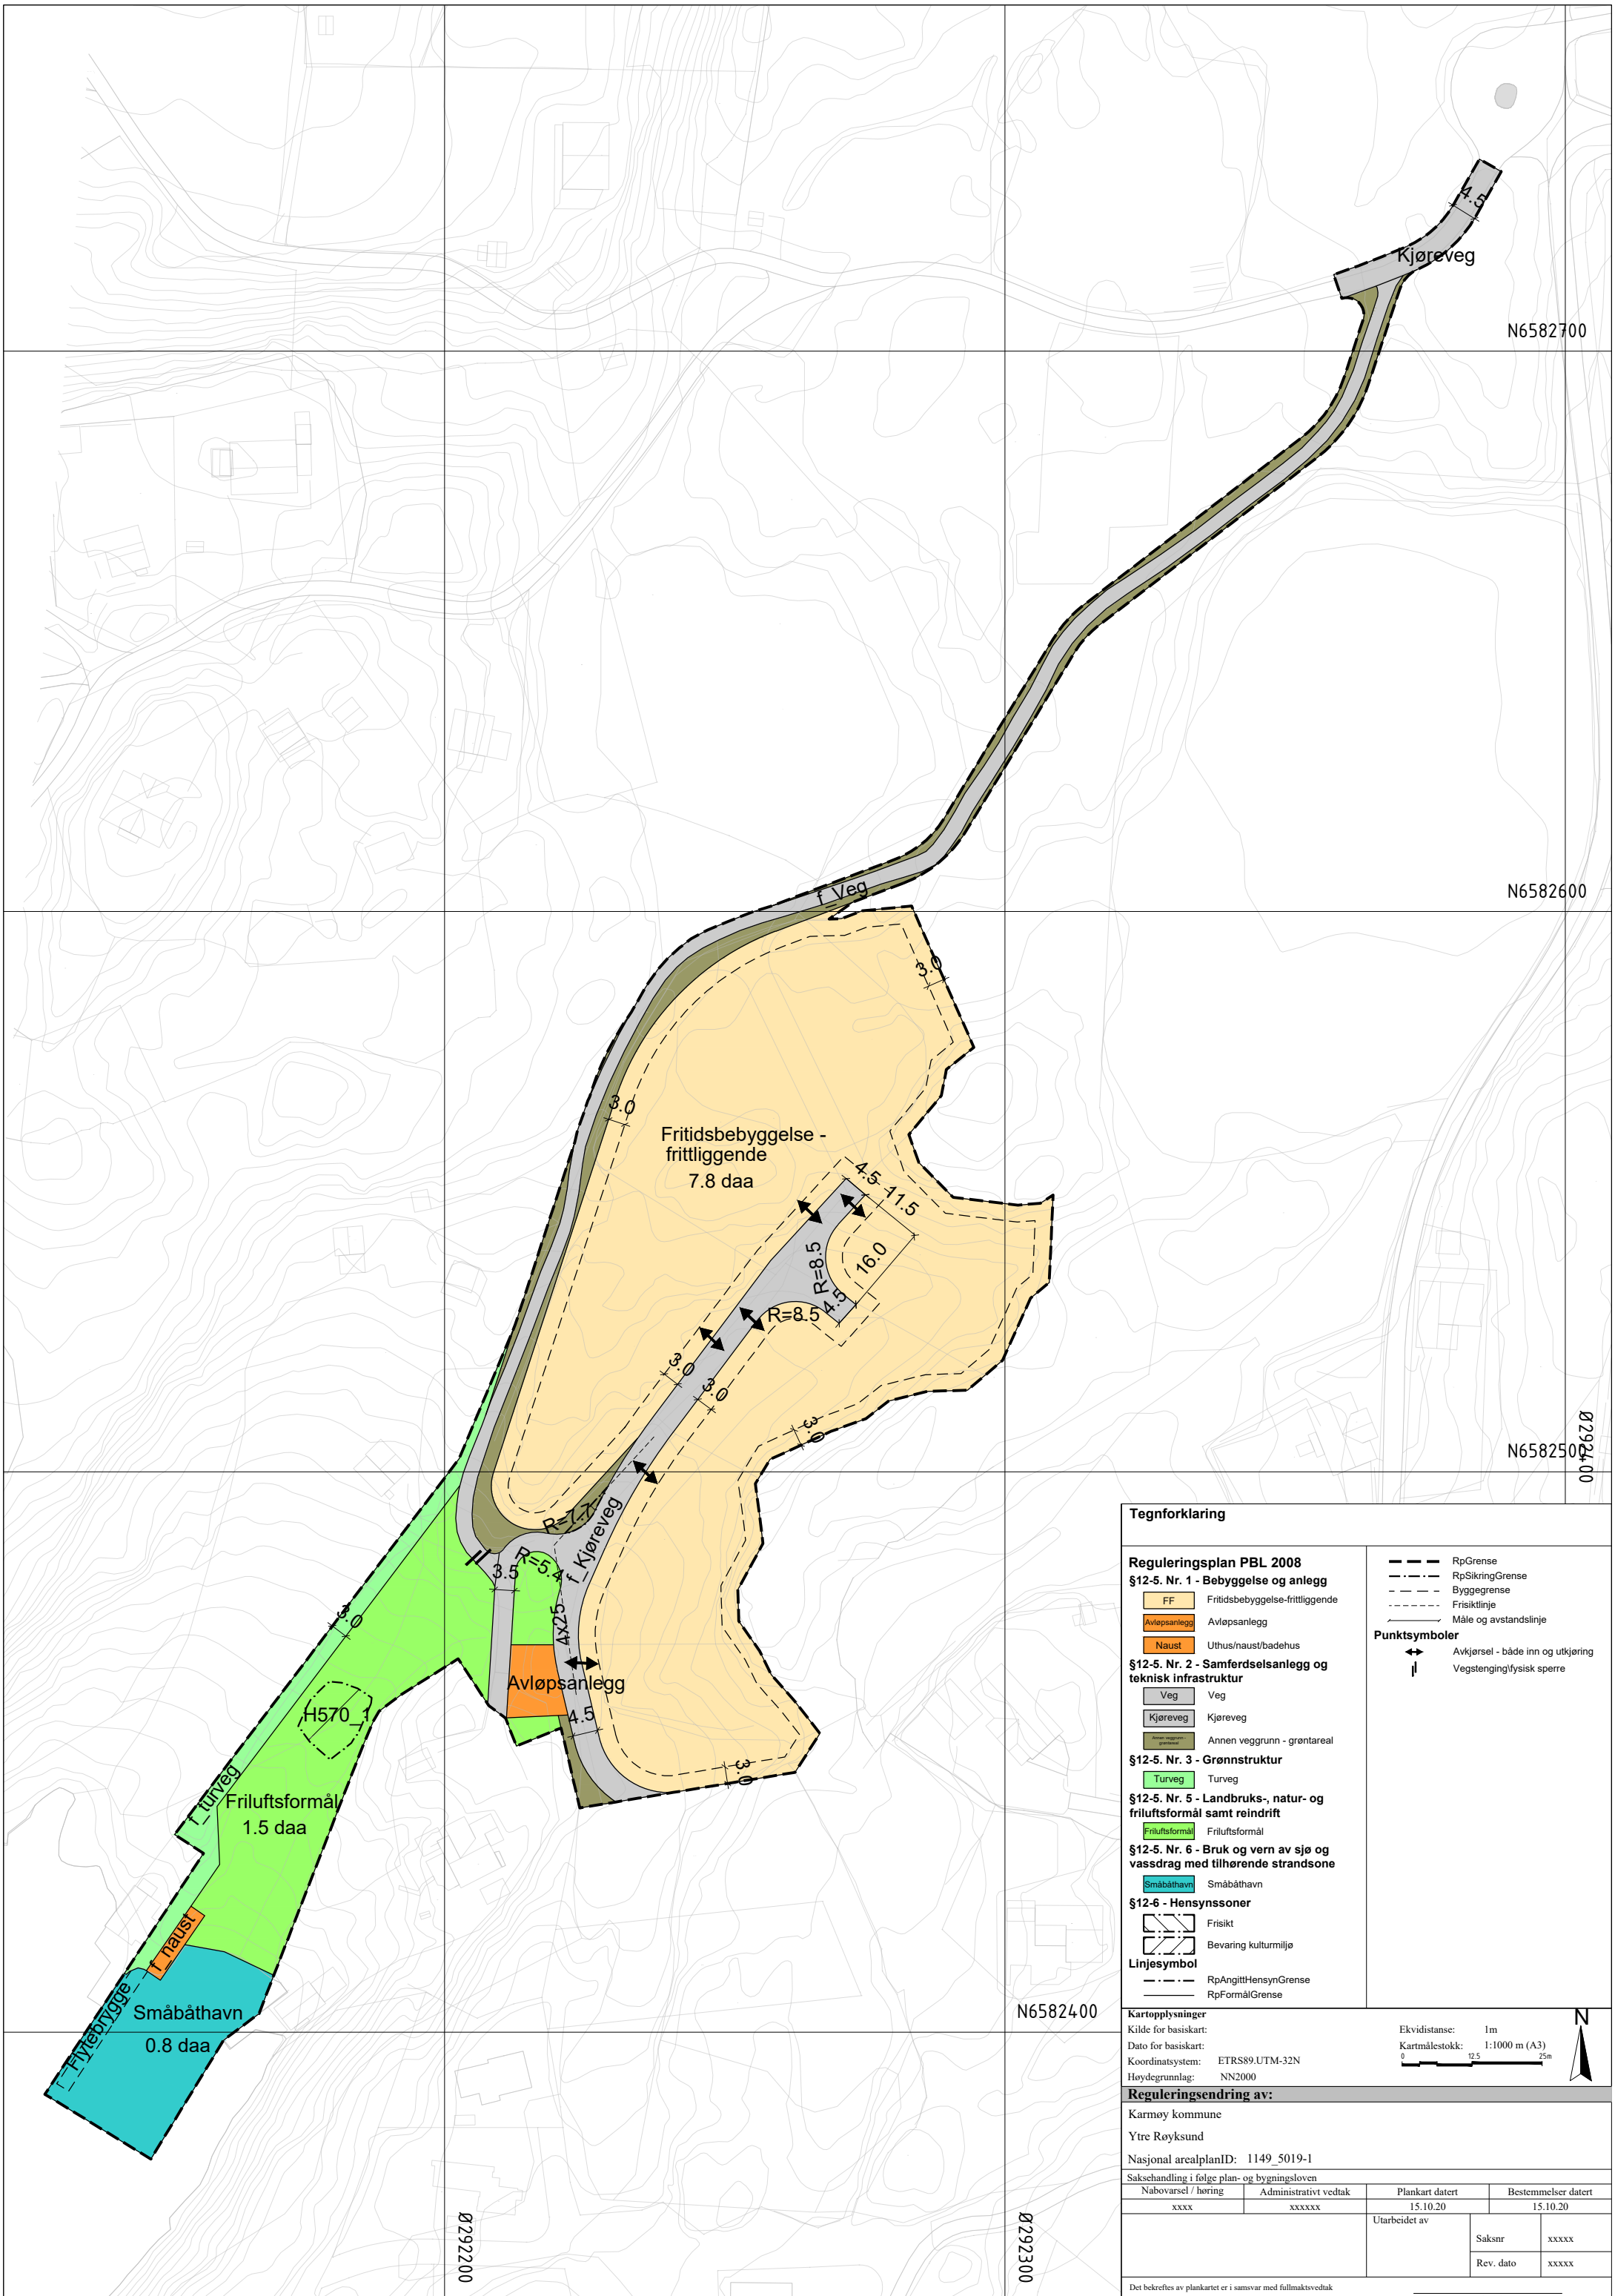 4.5
Kjøreveg
N6582700
N6582600
f_Veg
3.0
3.0
Fritidsbebyggelse -
frittliggende
7.8 daa
4.5
11.5
R=8.5
16.0
4.5
R=8.5
3.0
3.0
3.0
N6582500
Ø292400
R=7.7
f_Kjøreveg
R=5.4
3.5
4x25
3.0
Avløpsanlegg
H570_1
4.5
3.0
f_turveg
Friluftsformål
1.5 daa
f_naust
f_Flytebrygge
Småbåthavn
0.8 daa
N6582400
Ø292200
Ø292300
Tegnforklaring
Reguleringsplan PBL 2008
§12-5. Nr. 1 - Bebyggelse og anlegg
FF Fritidsbebyggelse-frittliggende
Avløpsanlegg Avløpsanlegg
Naust Uthus/naust/badehus
§12-5. Nr. 2 - Samferdselsanlegg og
teknisk infrastruktur
Veg Veg
Kjøreveg Kjøreveg
Annen veggrunn - grøntareal Annen veggrunn - grøntareal
§12-5. Nr. 3 - Grønnstruktur
Turveg Turveg
§12-5. Nr. 5 - Landbruks-, natur- og
friluftsformål samt reindrift
Friluftsformål Friluftsformål
§12-5. Nr. 6 - Bruk og vern av sjø og
vassdrag med tilhørende strandsone
Småbåthavn Småbåthavn
§12-6 - Hensynssoner
Frisikt
Bevaring kulturmiljø
Linjesymbol
RpAngittHensynGrense
RpFormålGrense
RpGrense
RpSikringGrense
Byggegrense
Frisiktlinje
Måle og avstandslinje
Punktsymboler
Avkjørsel - både inn og utkjøring
Vegstenging\fysisk sperre
Kartopplysninger
Kilde for basiskart:
Dato for basiskart:
Koordinatsystem: ETRS89.UTM-32N
Høydegrunnlag: NN2000
Ekvidistanse: 1m
Kartmålestokk: 1:1000 m (A3)
0 12.5 25m
N
Reguleringsendring av:
Karmøy kommune
Ytre Røyksund
Nasjonal arealplanID: 1149_5019-1
Saksehandling i følge plan- og bygningsloven
Nabovarsel / høring Administrativt vedtak Plankart datert Bestemmelser datert
xxxx xxxxxx 15.10.20 15.10.20
Utarbeidet av
Saksnr xxxxx
Rev. dato xxxxx
Det bekreftes av plankartet er i samsvar med fullmaktsvedtak